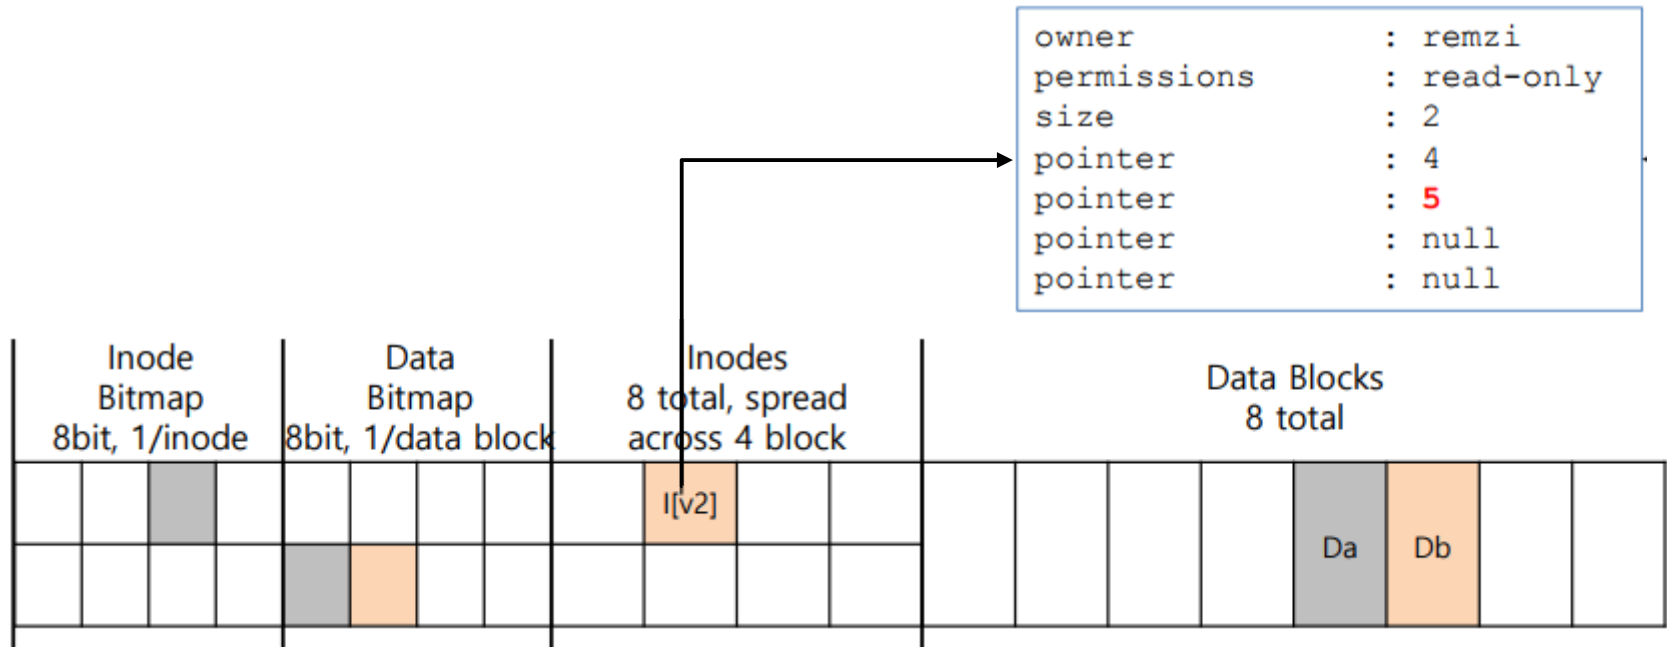 owner : remzi
permissions : read-only
size : 2
pointer : 4
pointer : 5
pointer : null
pointer : null
Inode
Bitmap
8bit, 1/inode
Data
Bitmap
8bit, 1/data block
Inodes
8 total, spread
across 4 block
Data Blocks
8 total
I[v2]
Da
Db